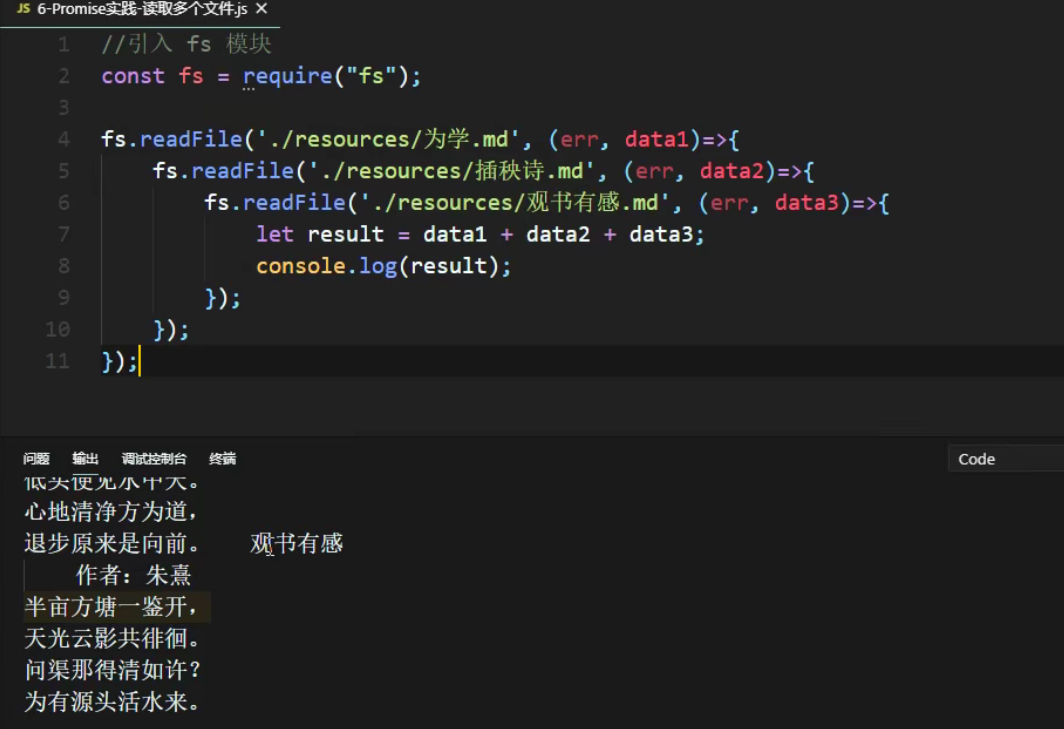 JS 6-Promise实践-读取多个文件.js ×
1 //引入 fs 模块
2 const fs = require("fs");
3
4 fs.readFile('./resources/为学.md', (err, data1)=>{
5 fs.readFile('./resources/插秧诗.md', (err, data2)=>{
6 fs.readFile('./resources/观书有感.md', (err, data3)=>{
7 let result = data1 + data2 + data3;
8 console.log(result);
9 });
10 });
11 });
问题 输出 调试控制台 终端 Code
低头便见水中天。
心地清净方为道，
退步原来是向前。 观书有感
作者：朱熹
半亩方塘一鉴开，
天光云影共徘徊。
问渠那得清如许？
为有源头活水来。